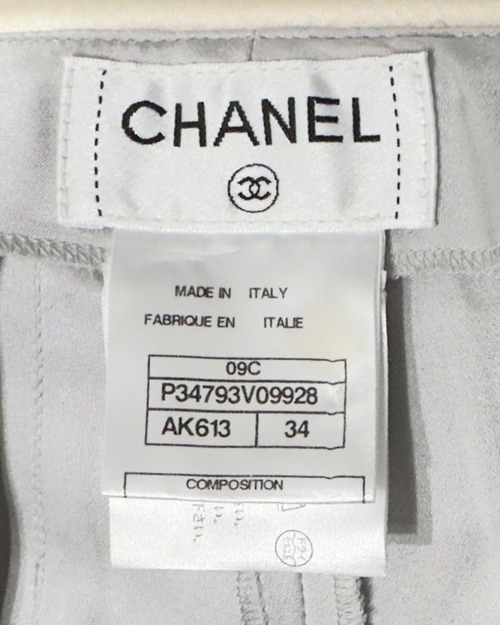 CHANEL
MADE IN ITALY
FABRIQUE EN ITALIE
09C
P34793V09928
AK613 34
COMPOSITION